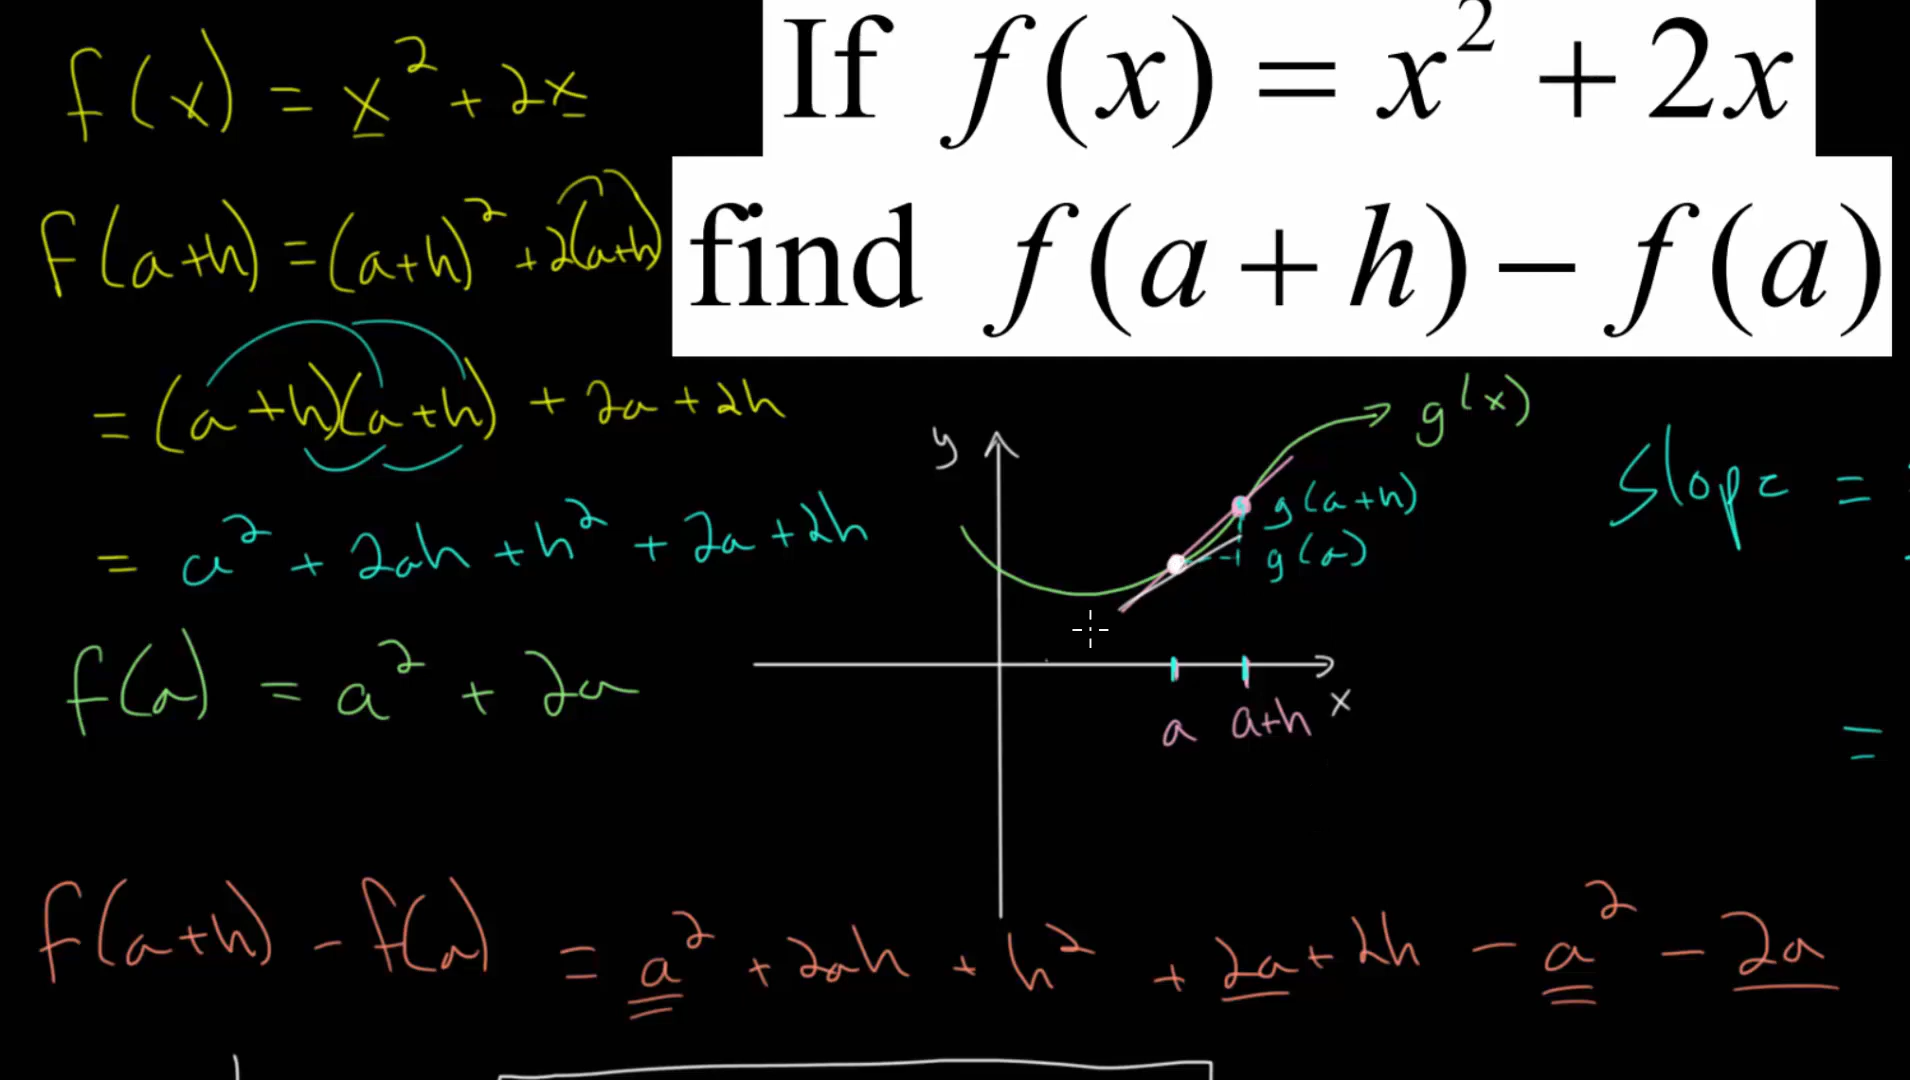 If f(x) = x² + 2x
find f(a + h) − f(a)
f(x) = x² + 2x
f(a+h) = (a+h)² + 2(a+h)
= (a+h)(a+h) + 2a + 2h
= a² + 2ah + h² + 2a + 2h
f(a) = a² + 2a
y
g(x)
g(a+h)
g(a)
a a+h x
Slope =
=
f(a+h) - f(a) = a² + 2ah + h² + 2a + 2h - a² - 2a